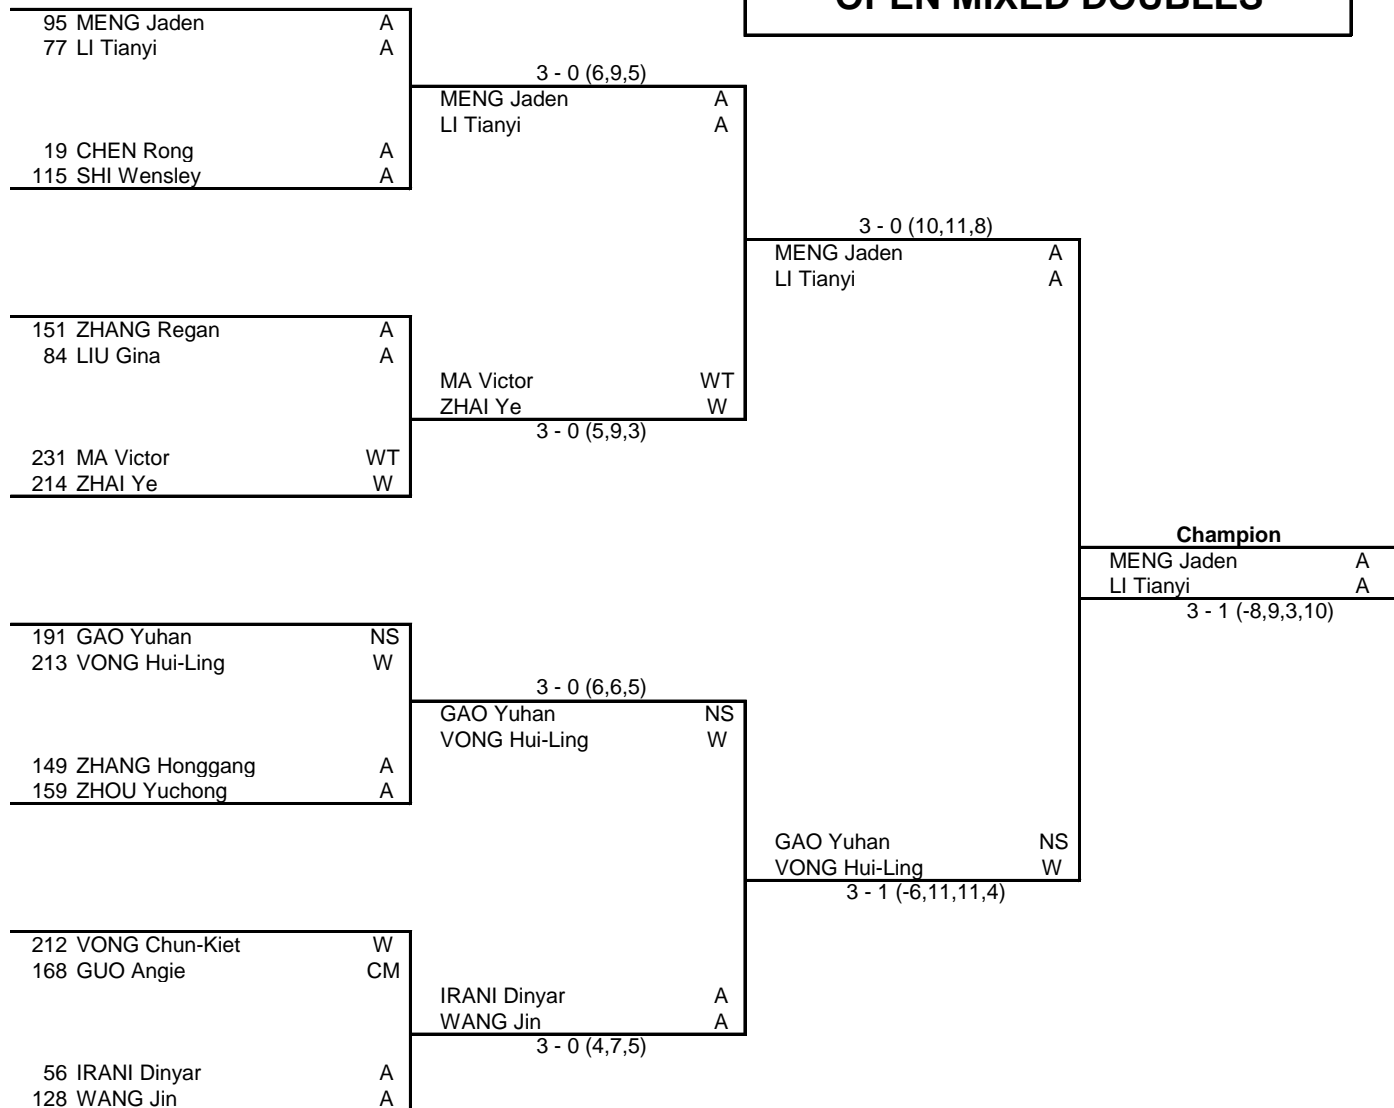 OPEN MIXED DOUBLES
95 MENG Jaden A
77 LI Tianyi A
3 - 0 (6,9,5)
MENG Jaden A
LI Tianyi A
19 CHEN Rong A
115 SHI Wensley A
3 - 0 (10,11,8)
MENG Jaden A
LI Tianyi A
151 ZHANG Regan A
84 LIU Gina A
MA Victor WT
ZHAI Ye W
3 - 0 (5,9,3)
231 MA Victor WT
214 ZHAI Ye W
Champion
MENG Jaden A
LI Tianyi A
3 - 1 (-8,9,3,10)
191 GAO Yuhan NS
213 VONG Hui-Ling W
3 - 0 (6,6,5)
GAO Yuhan NS
VONG Hui-Ling W
149 ZHANG Honggang A
159 ZHOU Yuchong A
GAO Yuhan NS
VONG Hui-Ling W
3 - 1 (-6,11,11,4)
212 VONG Chun-Kiet W
168 GUO Angie CM
IRANI Dinyar A
WANG Jin A
3 - 0 (4,7,5)
56 IRANI Dinyar A
128 WANG Jin A